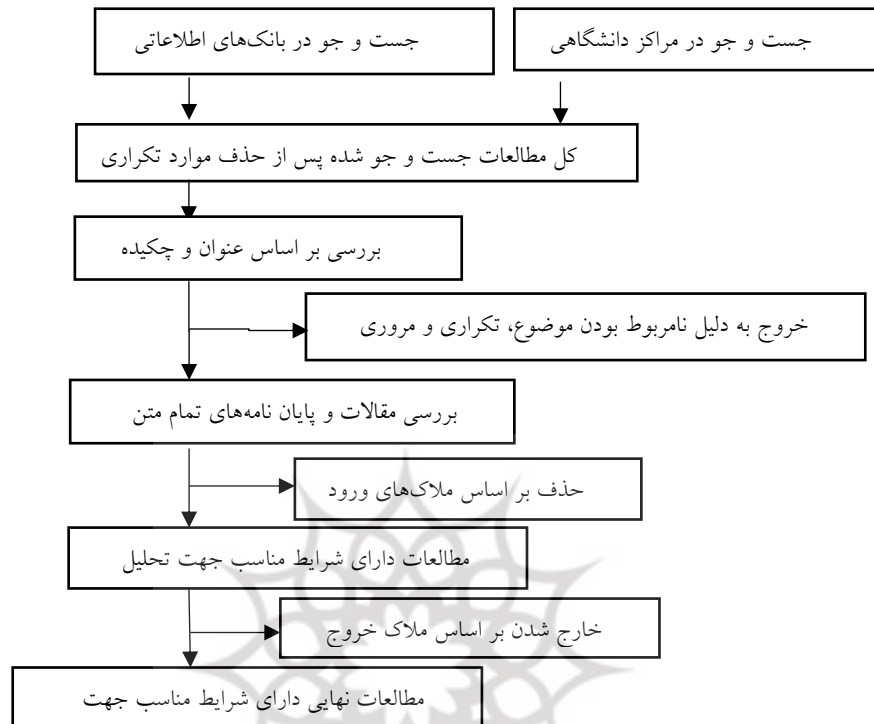 جست و جو در مراکز دانشگاهی
جست و جو در بانک‌های اطلاعاتی
کل مطالعات جست و جو شده پس از حذف موارد تکراری
بررسی بر اساس عنوان و چکیده
خروج به دلیل نامربوط بودن موضوع، تکراری و مروری
بررسی مقالات و پایان نامه‌های تمام متن
حذف بر اساس ملاک‌های ورود
مطالعات دارای شرایط مناسب جهت تحلیل
خارج شدن بر اساس ملاک خروج
مطالعات نهایی دارای شرایط مناسب جهت